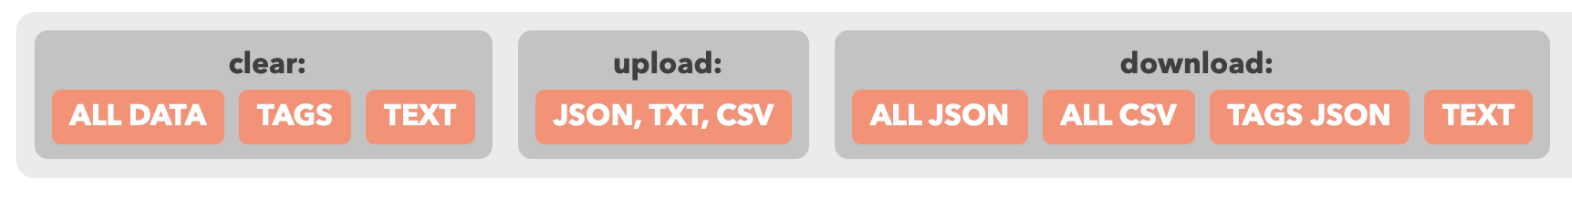 clear:
ALL DATA TAGS TEXT
upload:
JSON, TXT, CSV
download:
ALL JSON ALL CSV TAGS JSON TEXT